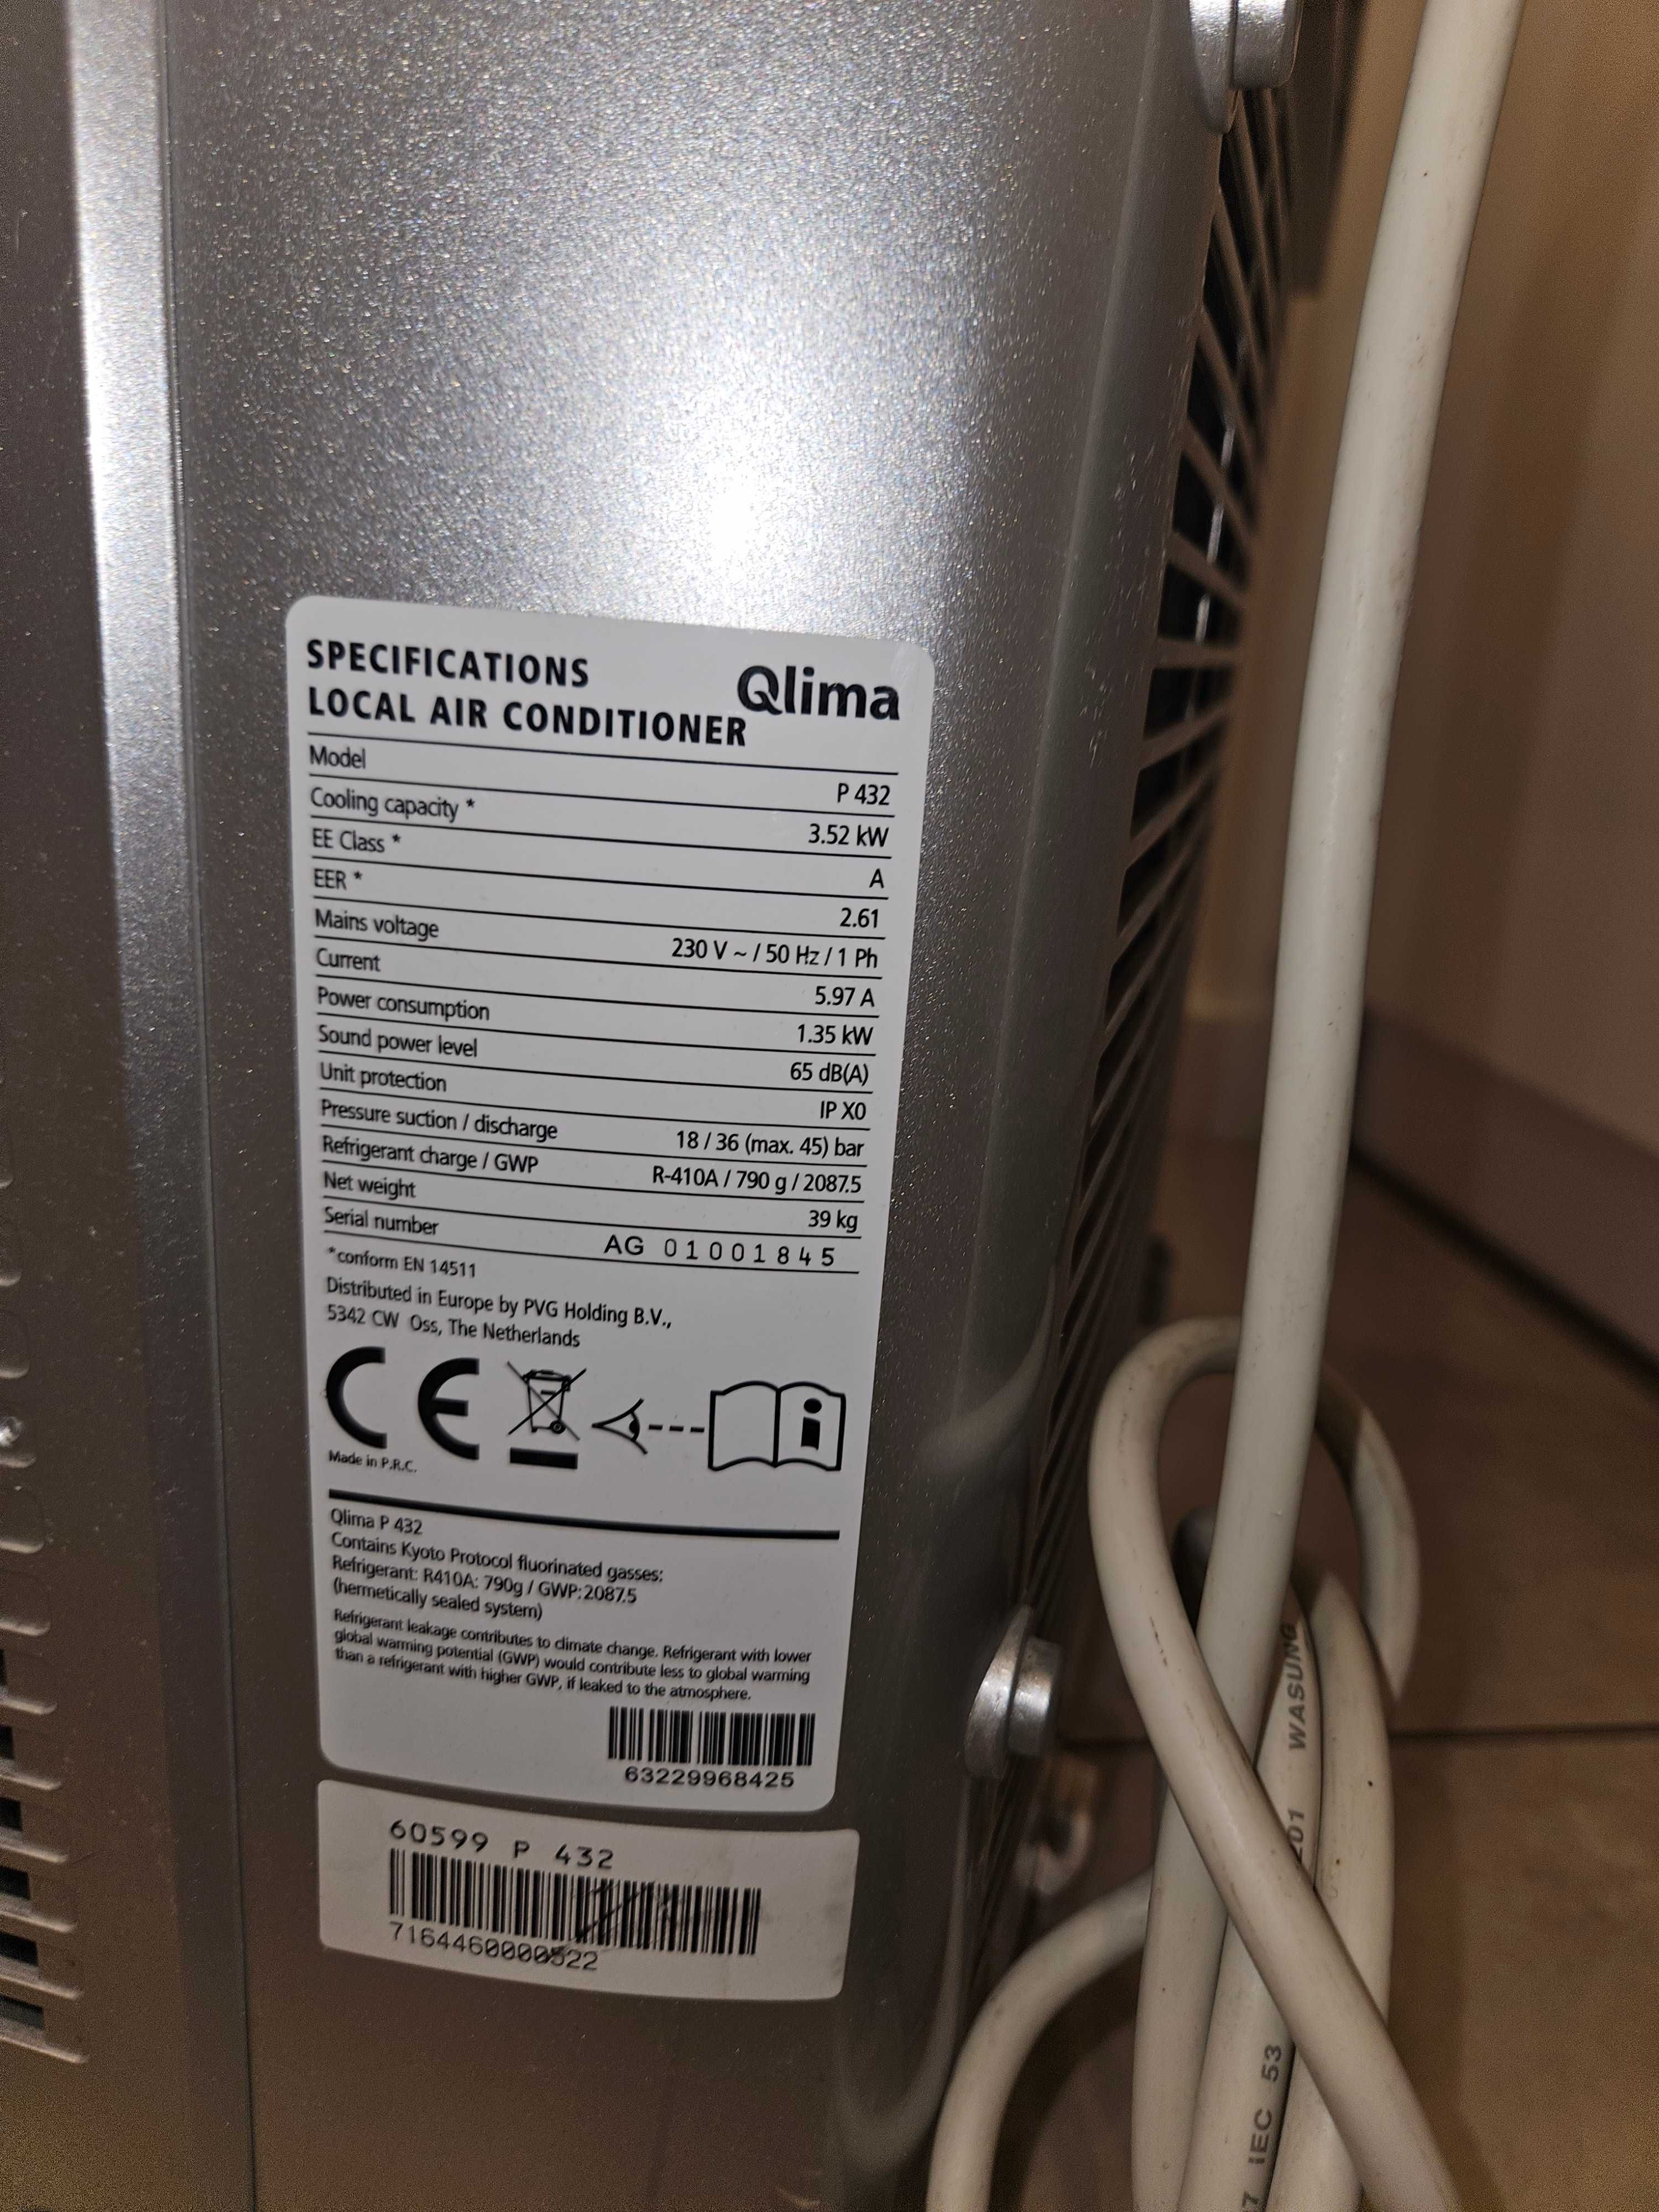 SPECIFICATIONS
LOCAL AIR CONDITIONER
Qlima
Model P 432
Cooling capacity * 3.52 kW
EE Class * A
EER * 2.61
Mains voltage 230 V ~ / 50 Hz / 1 Ph
Current 5.97 A
Power consumption 1.35 kW
Sound power level 65 dB(A)
Unit protection IP X0
Pressure suction / discharge 18 / 36 (max. 45) bar
Refrigerant charge / GWP R-410A / 790 g / 2087.5
Net weight 39 kg
Serial number AG 01001845
*conform EN 14511
Distributed in Europe by PVG Holding B.V.,
5342 CW Oss, The Netherlands
CE
Made in P.R.C.
Qlima P 432
Contains Kyoto Protocol fluorinated gasses:
Refrigerant: R410A: 790g / GWP:2087.5
(hermetically sealed system)
Refrigerant leakage contributes to climate change. Refrigerant with lower
global warming potential (GWP) would contribute less to global warming
than a refrigerant with higher GWP, if leaked to the atmosphere.
63229968425
60599 P 432
7164460000522
WASUNG
IEC 53